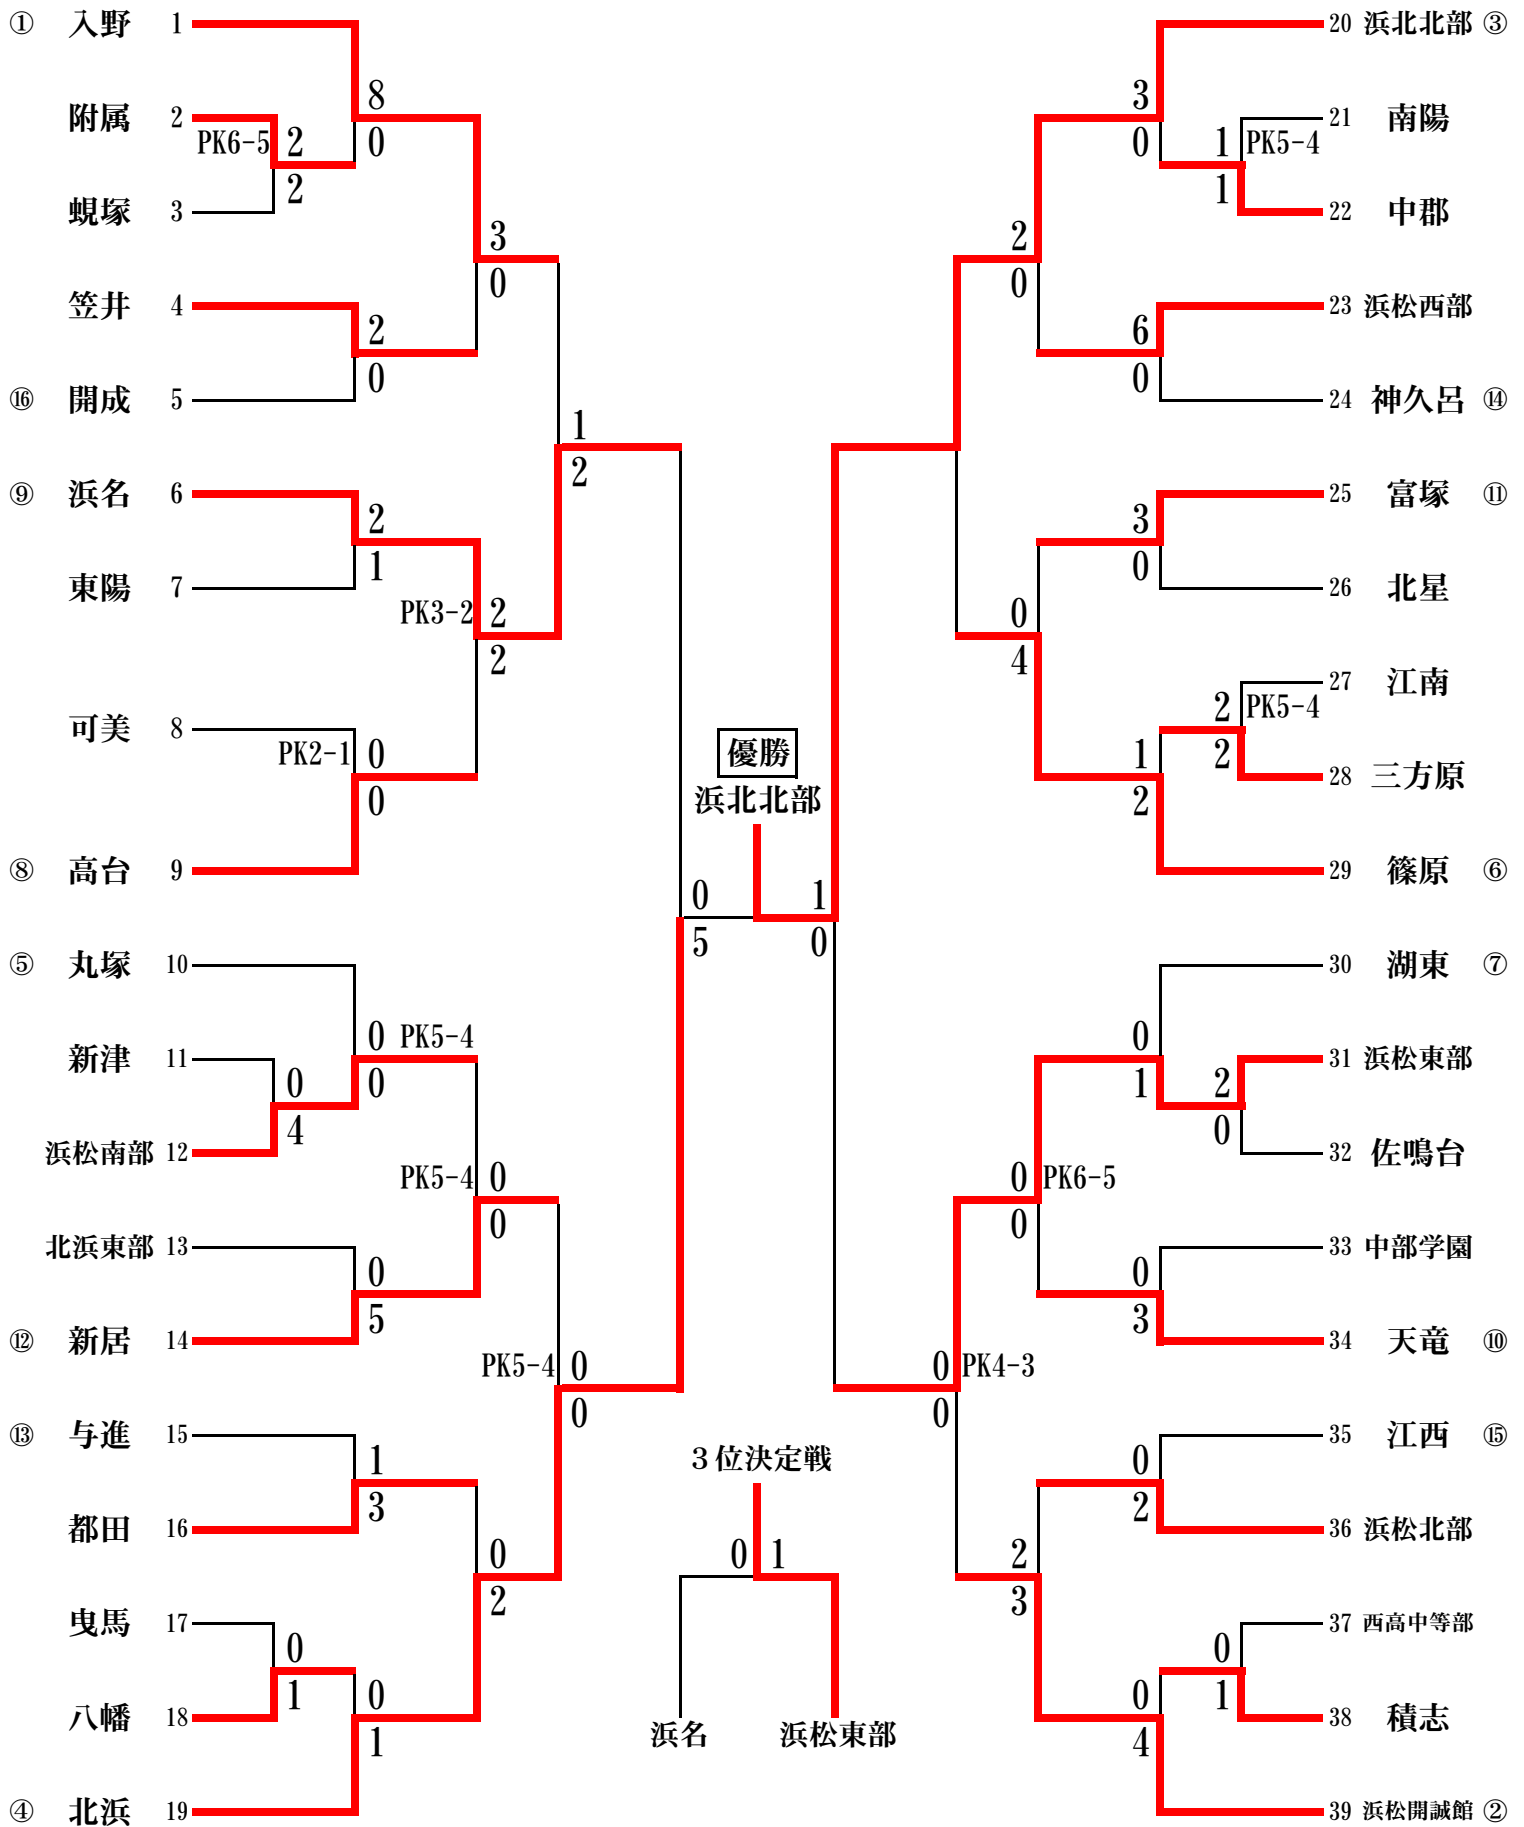 ① 入野 1
8
附属 2
PK6-5 2
0
2
蜆塚 3
3
0
笠井 4
2
0
⑯ 開成 5
1
2
⑨ 浜名 6
2
1
東陽 7
PK3-2 2
2
可美 8
PK2-1 0
0
⑧ 高台 9
⑤ 丸塚 10
0 PK5-4
0
新津 11
0
4
浜松南部 12
PK5-4 0
0
北浜東部 13
0
5
⑫ 新居 14
PK5-4 0
0
⑬ 与進 15
1
3
都田 16
0
2
曳馬 17
0
1
八幡 18
0
1
④ 北浜 19
優勝
浜北北部
0 1
5 0
3位決定戦
0 1
浜名 浜松東部
20 浜北北部 ③
3
0
21 南陽
1 PK5-4
1
22 中郡
2
0
23 浜松西部
6
0
24 神久呂 ⑭
25 富塚 ⑪
3
0
26 北星
0
4
27 江南
2 PK5-4
2
28 三方原
1
2
29 篠原 ⑥
30 湖東 ⑦
0
1
31 浜松東部
2
0
32 佐鳴台
0 PK6-5
0
33 中部学園
0
3
34 天竜 ⑩
0 PK4-3
0
35 江西 ⑮
0
2
36 浜松北部
2
3
37 西高中等部
0
1
38 積志
0
4
39 浜松開誠館 ②